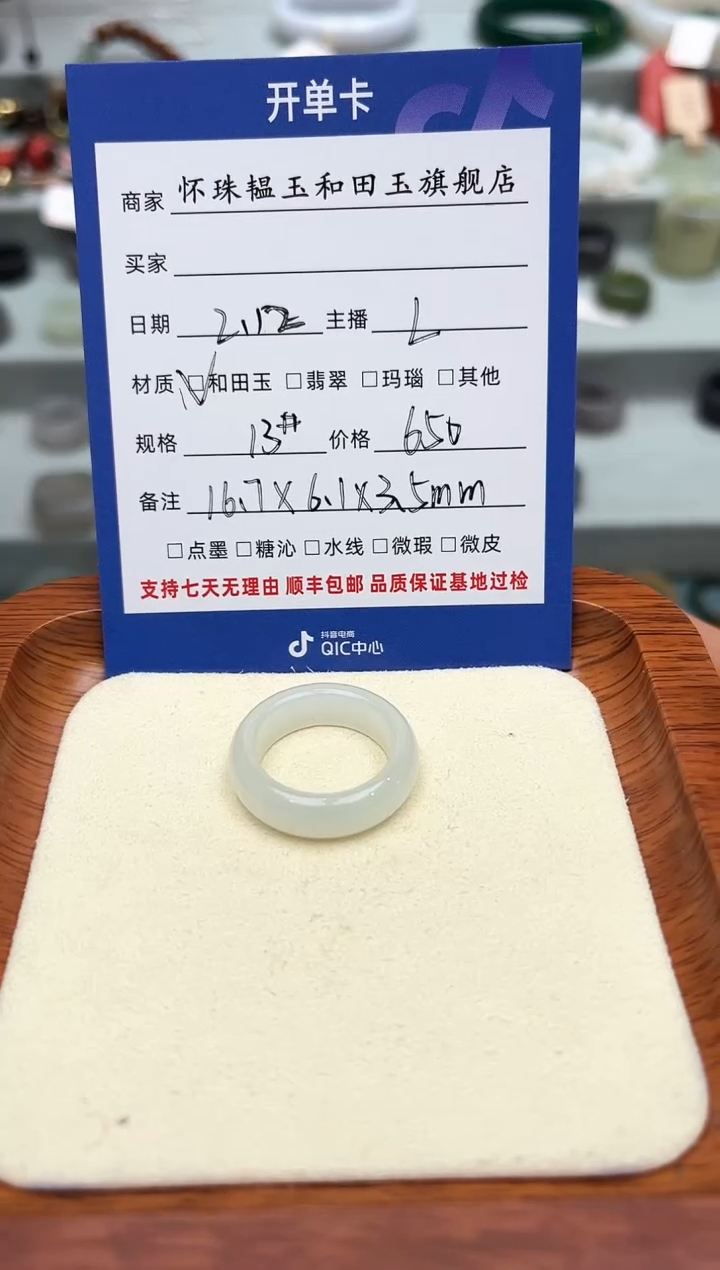 开单卡
商家 怀珠韫玉和田玉旗舰店
买家
日期 2.12 主播 L
材质 ☑和田玉 □翡翠 □玛瑙 □其他
规格 13# 价格 650
备注 16.7X6.1X3.5mm
□点墨 □糖沁 □水线 □微瑕 □微皮
支持七天无理由 顺丰包邮 品质保证基地过检
抖音电商
QIC中心